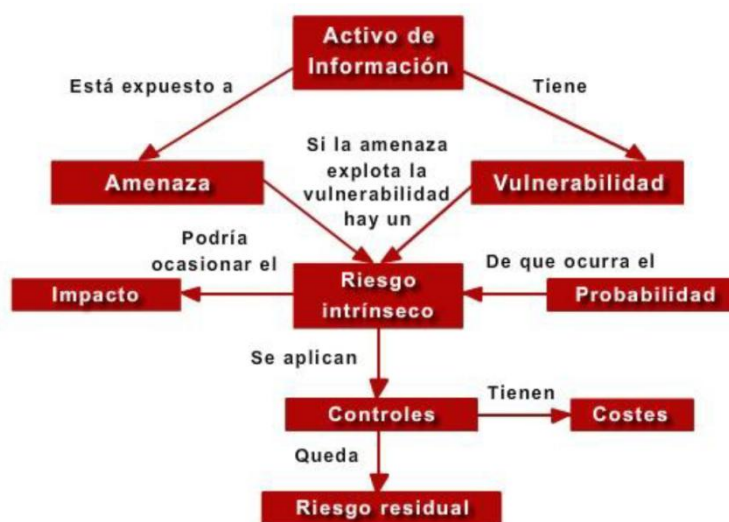 Activo de
Información
Está expuesto a
Tiene
Amenaza
Si la amenaza
explota la
vulnerabilidad
hay un
Vulnerabilidad
Podría
ocasionar el
De que ocurra el
Impacto
Riesgo
intrínseco
Probabilidad
Se aplican
Controles
Tienen
Costes
Queda
Riesgo residual